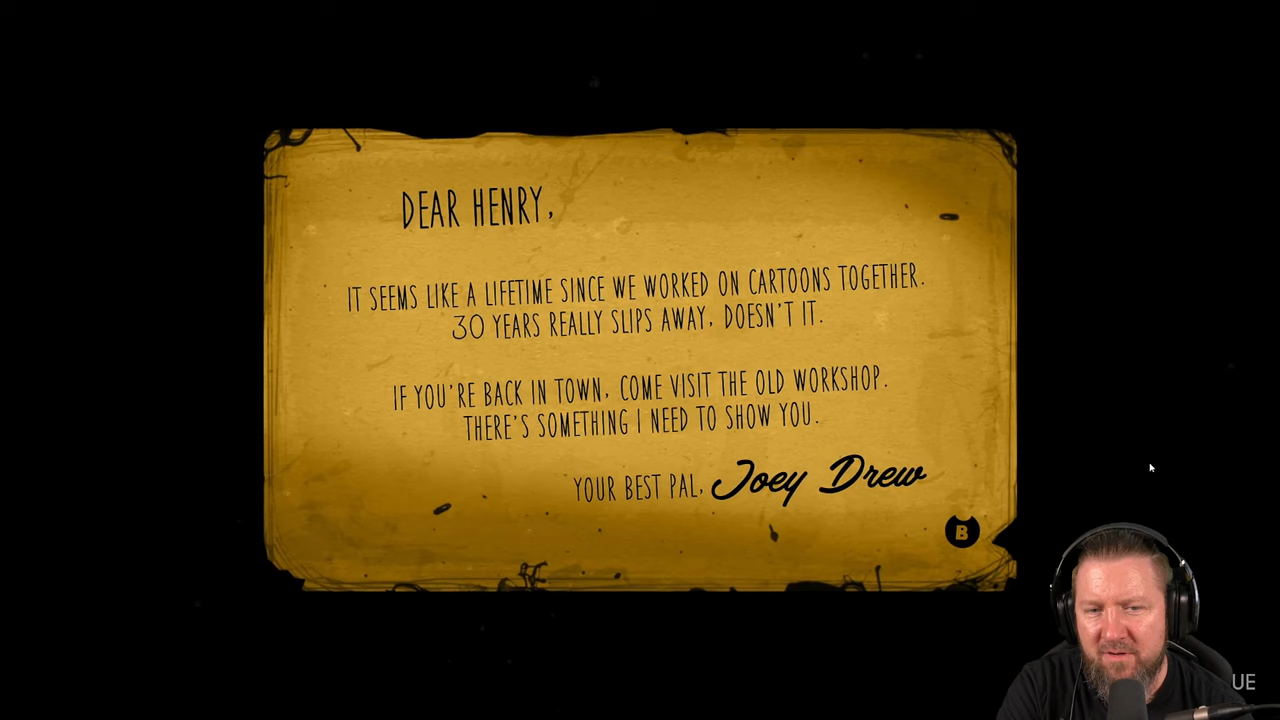 DEAR HENRY,
IT SEEMS LIKE A LIFETIME SINCE WE WORKED ON CARTOONS TOGETHER.
30 YEARS REALLY SLIPS AWAY, DOESN'T IT.
IF YOU'RE BACK IN TOWN, COME VISIT THE OLD WORKSHOP.
THERE'S SOMETHING I NEED TO SHOW YOU.
YOUR BEST PAL, Joey Drew
B
UE